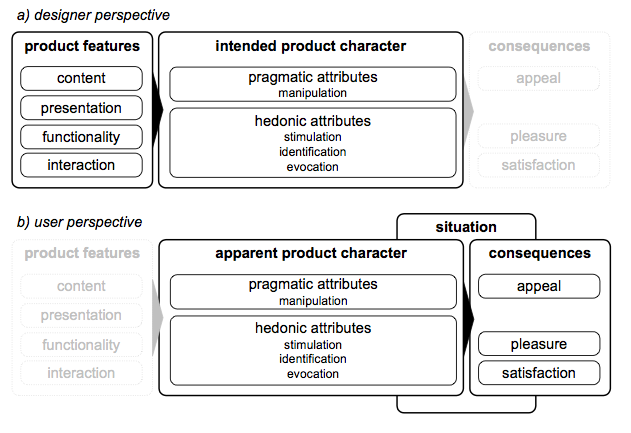 a) designer perspective
product features
content
presentation
functionality
interaction
intended product character
pragmatic attributes
manipulation
hedonic attributes
stimulation
identification
evocation
consequences
appeal
pleasure
satisfaction
b) user perspective
situation
product features
content
presentation
functionality
interaction
apparent product character
pragmatic attributes
manipulation
hedonic attributes
stimulation
identification
evocation
consequences
appeal
pleasure
satisfaction